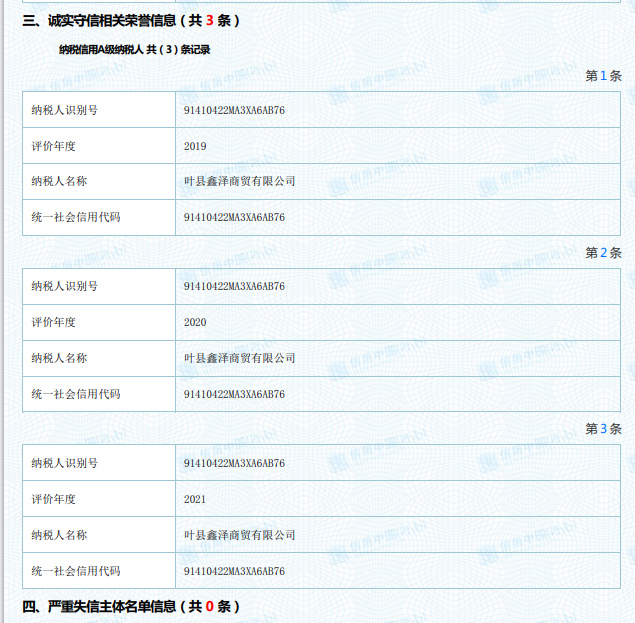 三、诚实守信相关荣誉信息（共 3 条）
纳税信用A级纳税人 共（3）条记录
第1条
纳税人识别号 91410422MA3XA6AB76
评价年度 2019
纳税人名称 叶县鑫泽商贸有限公司
统一社会信用代码 91410422MA3XA6AB76
第2条
纳税人识别号 91410422MA3XA6AB76
评价年度 2020
纳税人名称 叶县鑫泽商贸有限公司
统一社会信用代码 91410422MA3XA6AB76
第3条
纳税人识别号 91410422MA3XA6AB76
评价年度 2021
纳税人名称 叶县鑫泽商贸有限公司
统一社会信用代码 91410422MA3XA6AB76
四、严重失信主体名单信息（共 0 条）